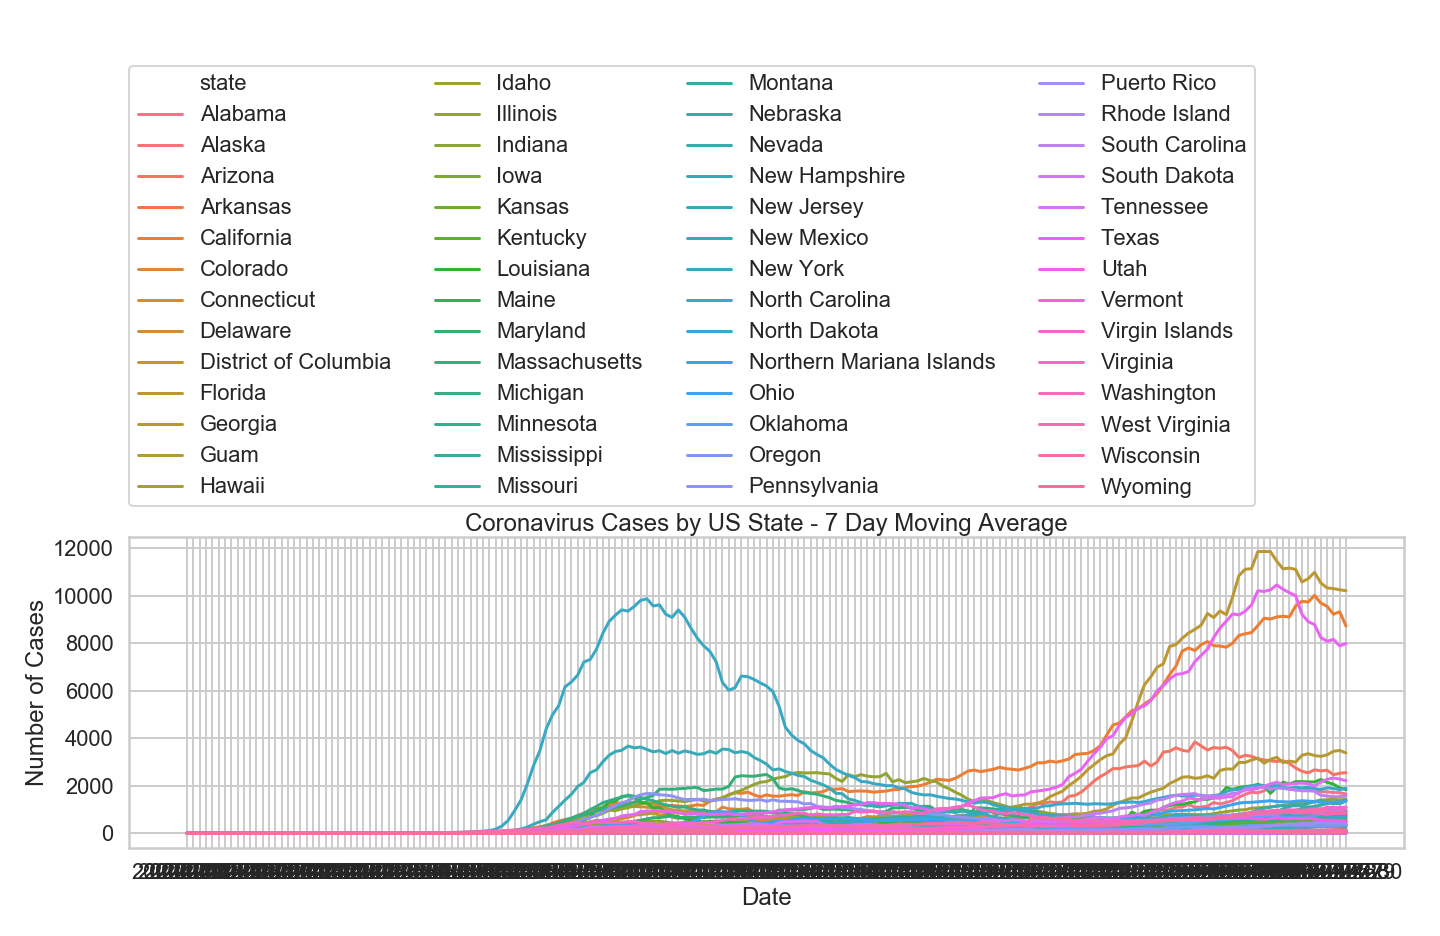 state
Alabama
Alaska
Arizona
Arkansas
California
Colorado
Connecticut
Delaware
District of Columbia
Florida
Georgia
Guam
Hawaii
Idaho
Illinois
Indiana
Iowa
Kansas
Kentucky
Louisiana
Maine
Maryland
Massachusetts
Michigan
Minnesota
Mississippi
Missouri
Montana
Nebraska
Nevada
New Hampshire
New Jersey
New Mexico
New York
North Carolina
North Dakota
Northern Mariana Islands
Ohio
Oklahoma
Oregon
Pennsylvania
Puerto Rico
Rhode Island
South Carolina
South Dakota
Tennessee
Texas
Utah
Vermont
Virgin Islands
Virginia
Washington
West Virginia
Wisconsin
Wyoming
Coronavirus Cases by US State - 7 Day Moving Average
12000
10000
8000
6000
4000
2000
0
Number of Cases
Date